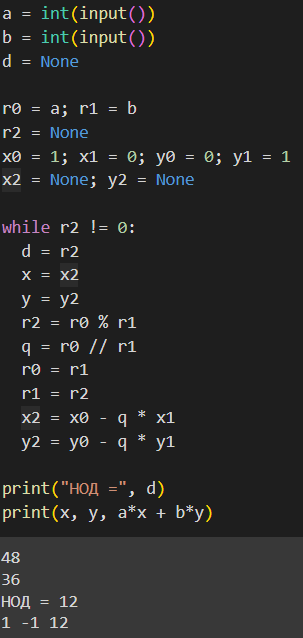 a = int(input())
b = int(input())
d = None
r0 = a; r1 = b
r2 = None
x0 = 1; x1 = 0; y0 = 0; y1 = 1
x2 = None; y2 = None
while r2 != 0:
  d = r2
  x = x2
  y = y2
  r2 = r0 % r1
  q = r0 // r1
  r0 = r1
  r1 = r2
  x2 = x0 - q * x1
  y2 = y0 - q * y1
print("НОД =", d)
print(x, y, a*x + b*y)
48
36
НОД = 12
1 -1 12